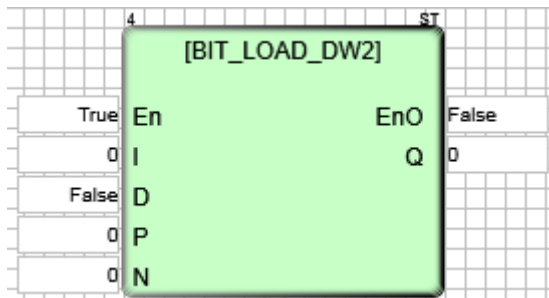 4 ST
[BIT_LOAD_DW2]
True En EnO False
0 I Q 0
False D
0 P
0 N